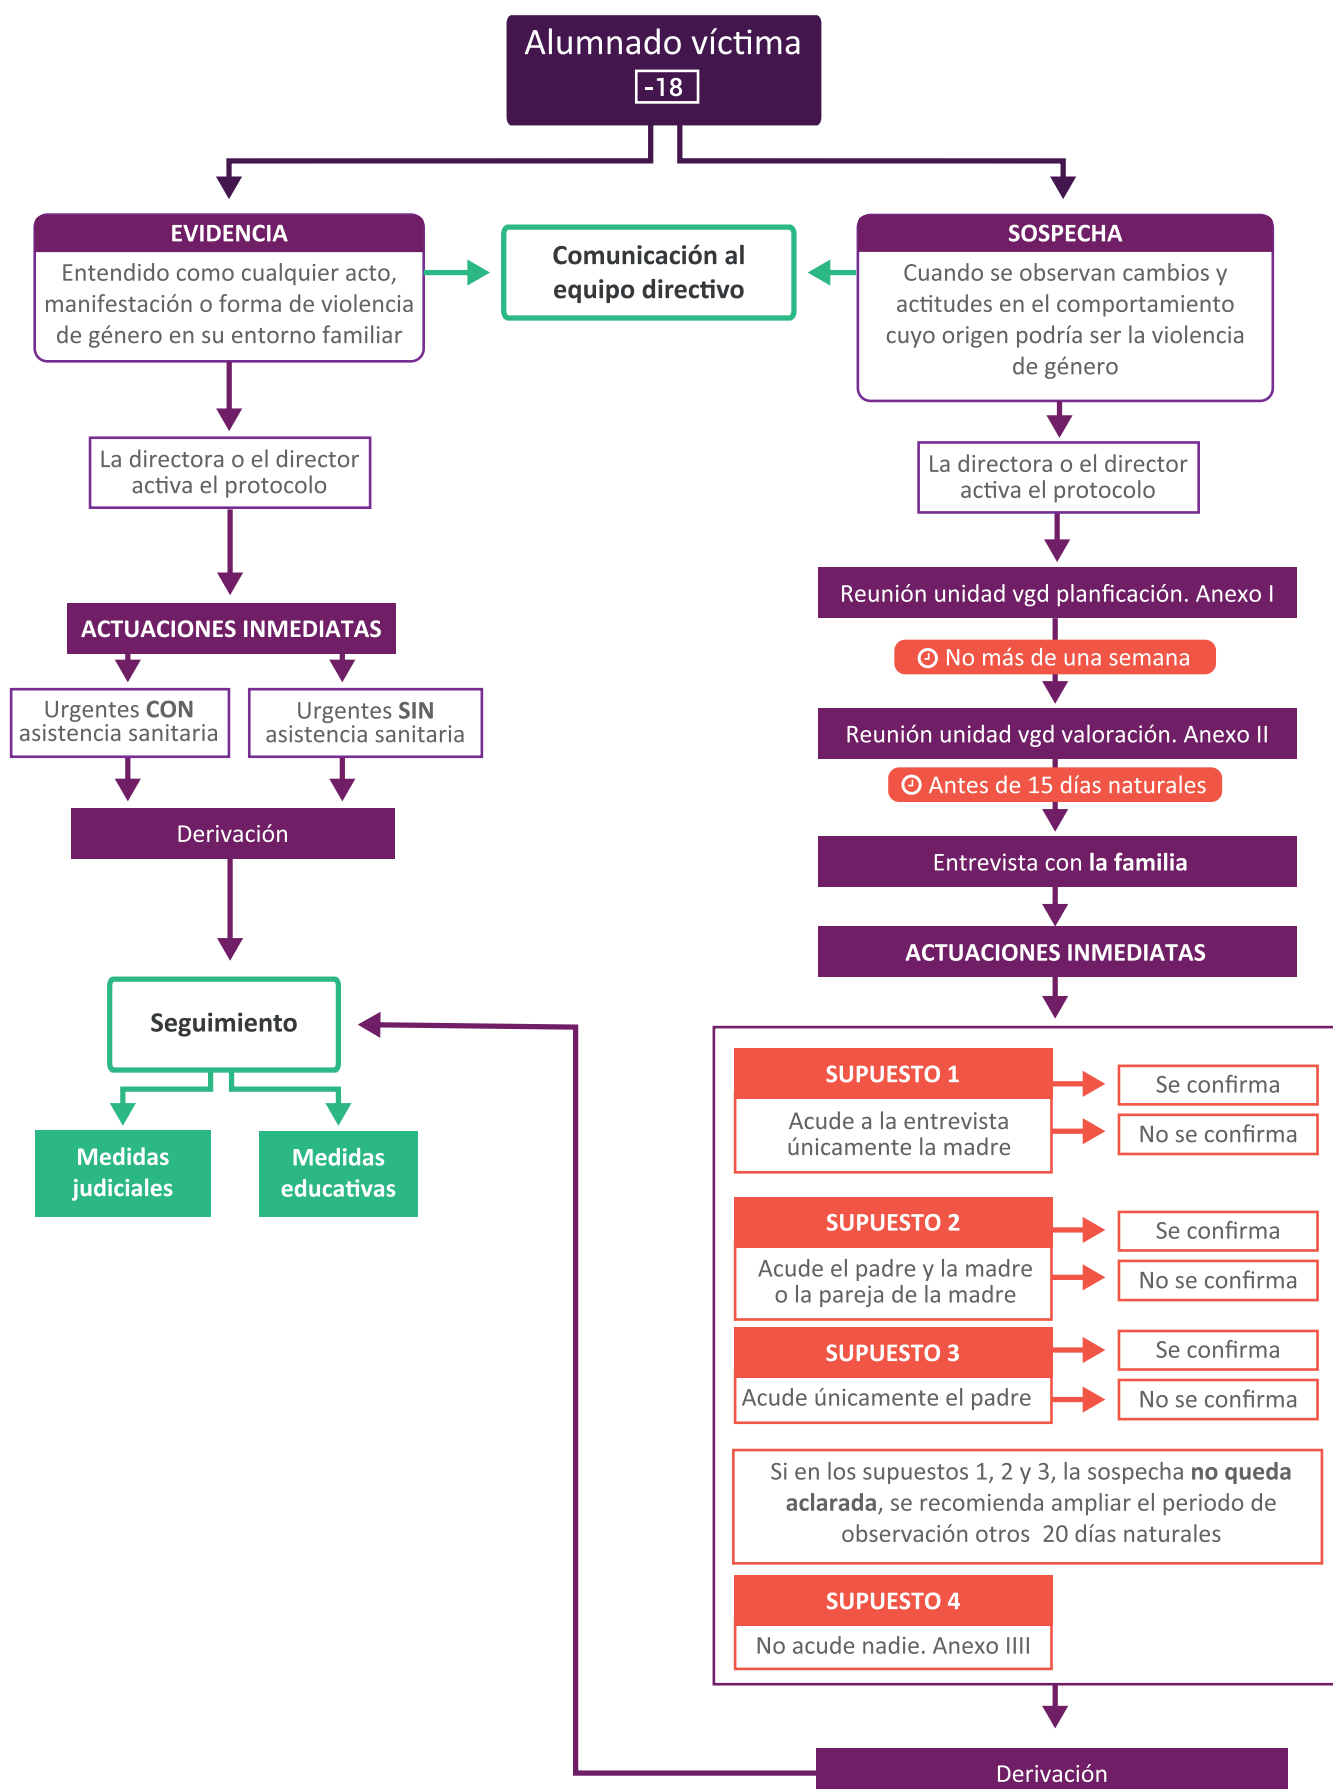 Alumnado víctima
-18
EVIDENCIA
Entendido como cualquier acto,
manifestación o forma de violencia
de género en su entorno familiar
Comunicación al
equipo directivo
SOSPECHA
Cuando se observan cambios y
actitudes en el comportamiento
cuyo origen podría ser la violencia
de género
La directora o el director
activa el protocolo
ACTUACIONES INMEDIATAS
Urgentes CON
asistencia sanitaria
Urgentes SIN
asistencia sanitaria
Derivación
Seguimiento
Medidas
judiciales
Medidas
educativas
La directora o el director
activa el protocolo
Reunión unidad vgd planficación. Anexo I
No más de una semana
Reunión unidad vgd valoración. Anexo II
Antes de 15 días naturales
Entrevista con la familia
ACTUACIONES INMEDIATAS
SUPUESTO 1
Acude a la entrevista
únicamente la madre
Se confirma
No se confirma
SUPUESTO 2
Acude el padre y la madre
o la pareja de la madre
Se confirma
No se confirma
SUPUESTO 3
Acude únicamente el padre
Se confirma
No se confirma
Si en los supuestos 1, 2 y 3, la sospecha no queda
aclarada, se recomienda ampliar el periodo de
observación otros 20 días naturales
SUPUESTO 4
No acude nadie. Anexo IIII
Derivación